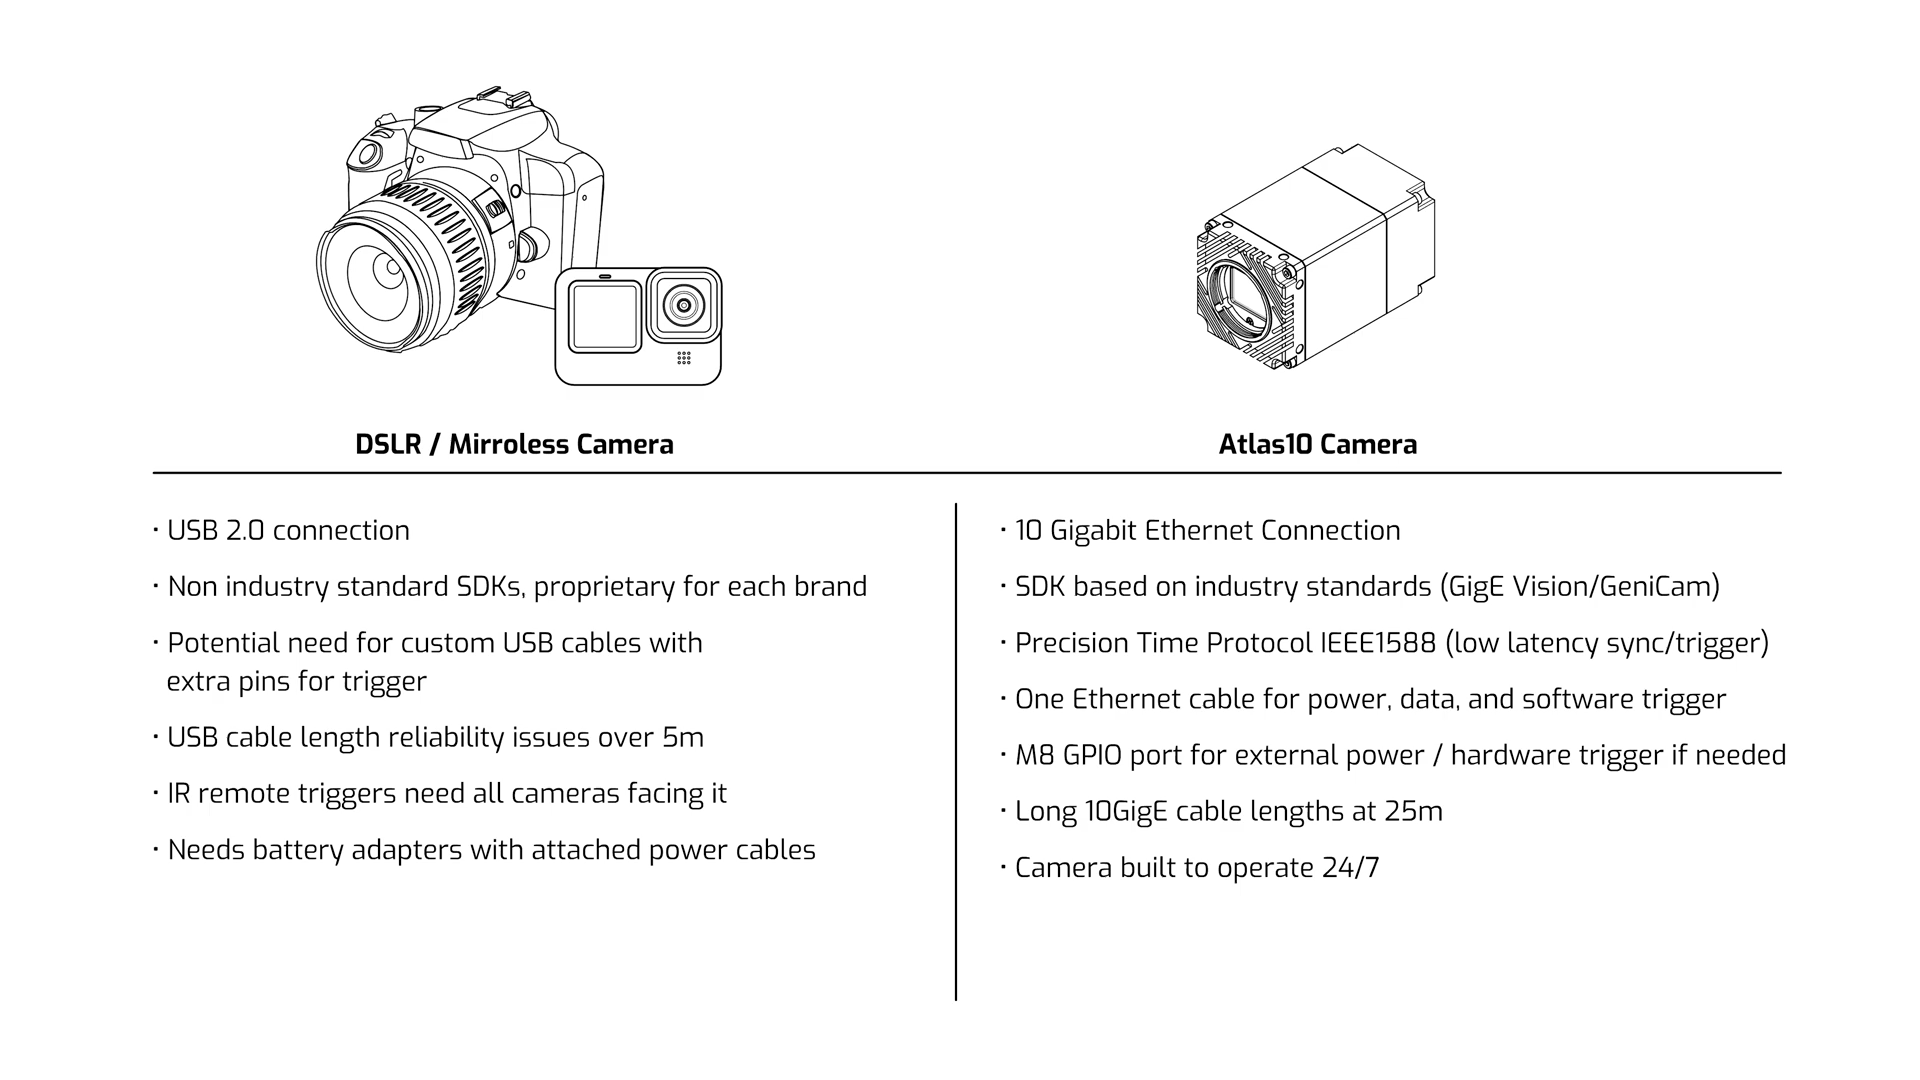 DSLR / Mirroless Camera
· USB 2.0 connection
· Non industry standard SDKs, proprietary for each brand
· Potential need for custom USB cables with
extra pins for trigger
· USB cable length reliability issues over 5m
· IR remote triggers need all cameras facing it
· Needs battery adapters with attached power cables
Atlas10 Camera
· 10 Gigabit Ethernet Connection
· SDK based on industry standards (GigE Vision/GeniCam)
· Precision Time Protocol IEEE1588 (low latency sync/trigger)
· One Ethernet cable for power, data, and software trigger
· M8 GPIO port for external power / hardware trigger if needed
· Long 10GigE cable lengths at 25m
· Camera built to operate 24/7